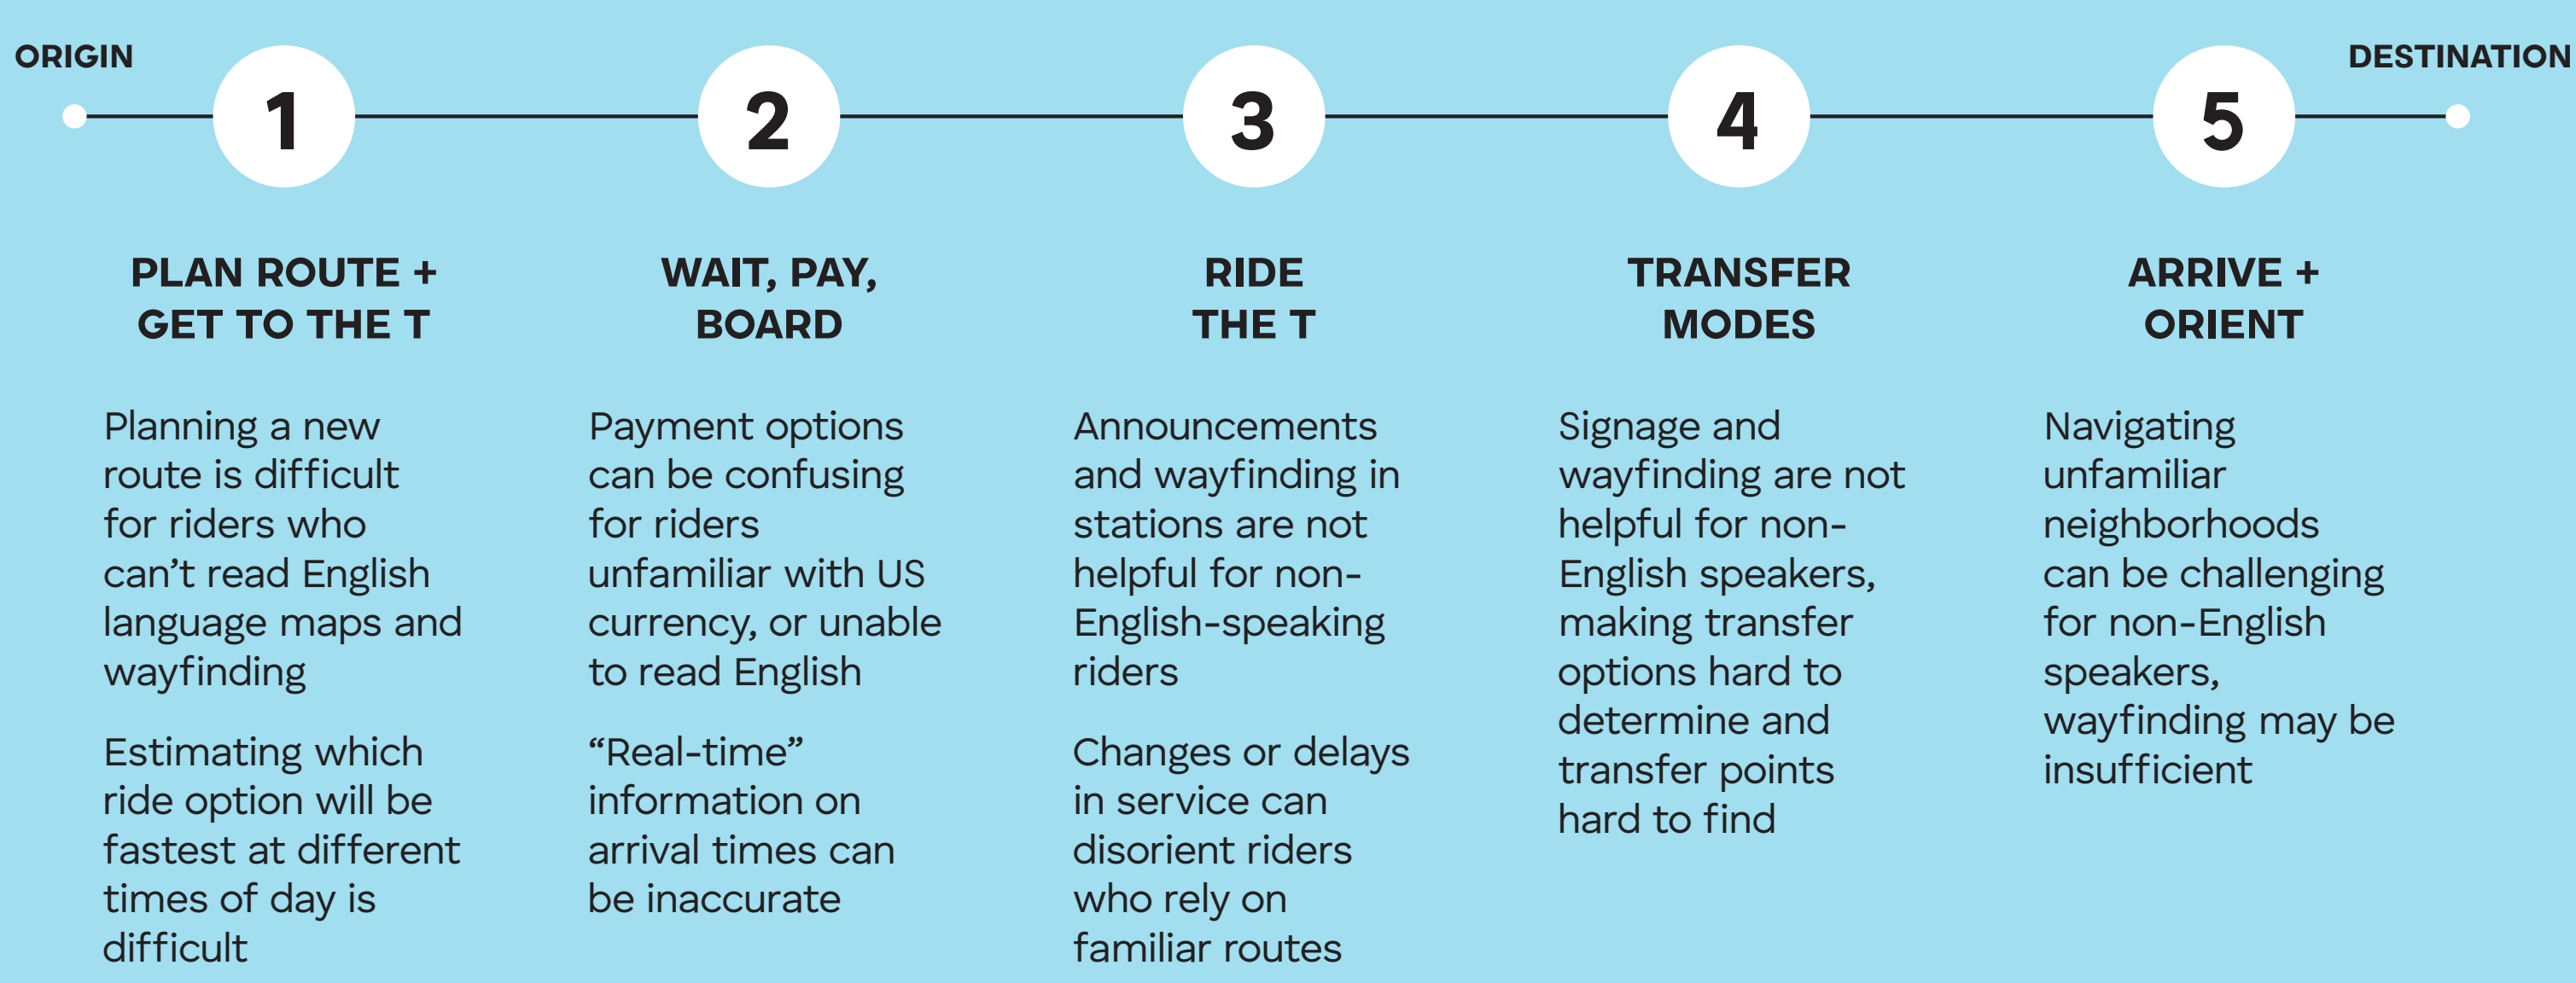 ORIGIN
DESTINATION
1
2
3
4
5
PLAN ROUTE +
GET TO THE T
Planning a new
route is difficult
for riders who
can’t read English
language maps and
wayfinding
Estimating which
ride option will be
fastest at different
times of day is
difficult
WAIT, PAY,
BOARD
Payment options
can be confusing
for riders
unfamiliar with US
currency, or unable
to read English
“Real-time”
information on
arrival times can
be inaccurate
RIDE
THE T
Announcements
and wayfinding in
stations are not
helpful for non-
English-speaking
riders
Changes or delays
in service can
disorient riders
who rely on
familiar routes
TRANSFER
MODES
Signage and
wayfinding are not
helpful for non-
English speakers,
making transfer
options hard to
determine and
transfer points
hard to find
ARRIVE +
ORIENT
Navigating
unfamiliar
neighborhoods
can be challenging
for non-English
speakers,
wayfinding may be
insufficient